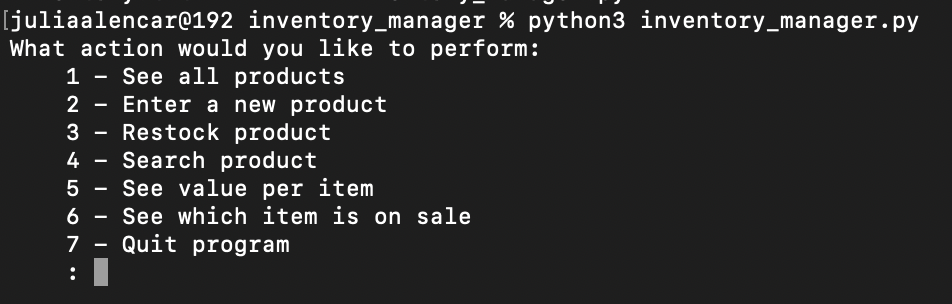 [juliaalencar@192 inventory_manager % python3 inventory_manager.py
What action would you like to perform:
1 – See all products
2 – Enter a new product
3 – Restock product
4 – Search product
5 – See value per item
6 – See which item is on sale
7 – Quit program
: